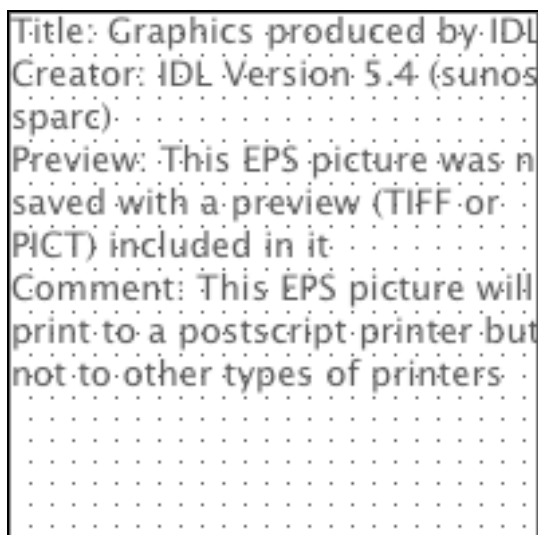 Title: Graphics produced by IDL
Creator: IDL Version 5.4 (sunos
sparc)
Preview: This EPS picture was n
saved with a preview (TIFF or
PICT) included in it
Comment: This EPS picture will
print to a postscript printer but
not to other types of printers